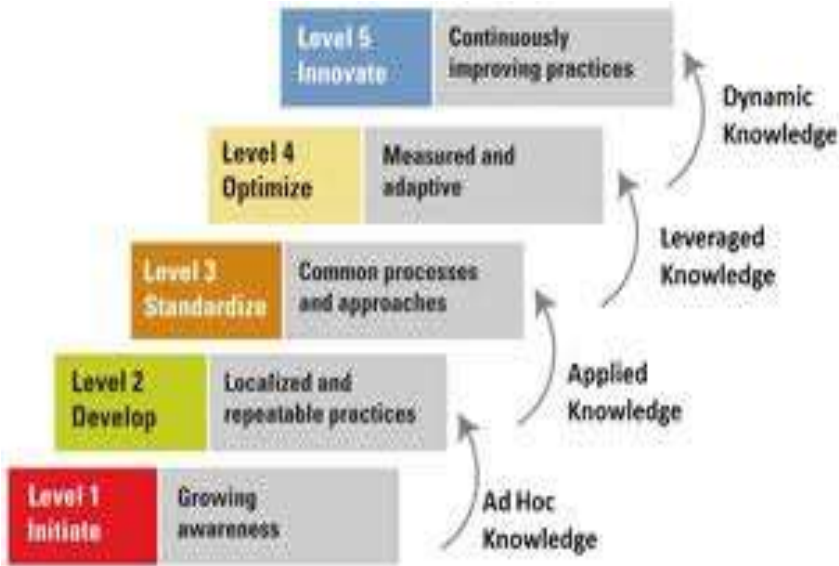 Level 5
Innovate
Continuously
improving practices
Dynamic
Knowledge
Level 4
Optimize
Measured and
adaptive
Leveraged
Knowledge
Level 3
Standardize
Common processes
and approaches
Applied
Knowledge
Level 2
Develop
Localized and
repeatable practices
Ad Hoc
Knowledge
Level 1
Initiate
Growing
awareness